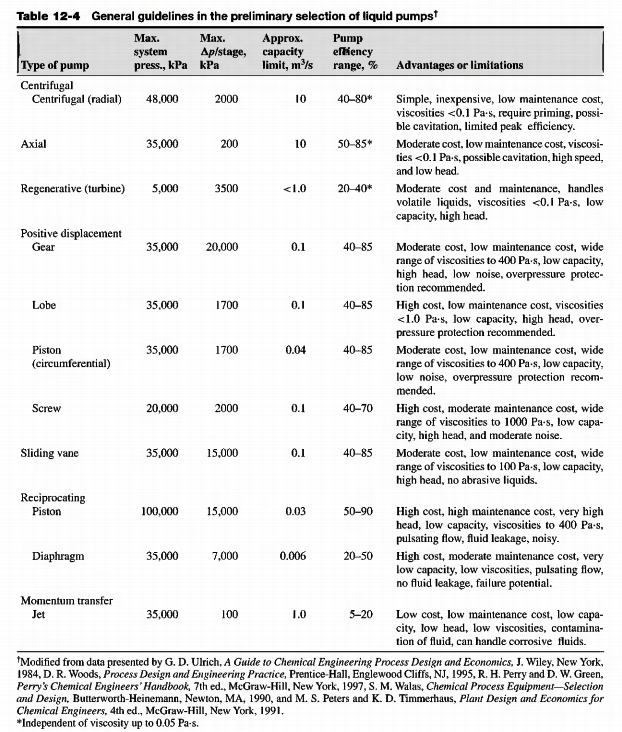 Table 12-4 General guidelines in the preliminary selection of liquid pumps†
Max. Max. Approx. Pump
system Δp/stage, capacity efficiency
Type of pump press., kPa kPa limit, m³/s range, % Advantages or limitations
Centrifugal
Centrifugal (radial) 48,000 2000 10 40–80* Simple, inexpensive, low maintenance cost,
viscosities <0.1 Pa·s, require priming, possi-
ble cavitation, limited peak efficiency.
Axial 35,000 200 10 50–85* Moderate cost, low maintenance cost, viscosi-
ties <0.1 Pa·s, possible cavitation, high speed,
and low head.
Regenerative (turbine) 5,000 3500 <1.0 20–40* Moderate cost and maintenance, handles
volatile liquids, viscosities <0.1 Pa·s, low
capacity, high head.
Positive displacement
Gear 35,000 20,000 0.1 40–85 Moderate cost, low maintenance cost, wide
range of viscosities to 400 Pa·s, low capacity,
high head, low noise, overpressure protec-
tion recommended.
Lobe 35,000 1700 0.1 40–85 High cost, low maintenance cost, viscosities
<1.0 Pa·s, low capacity, high head, over-
pressure protection recommended.
Piston 35,000 1700 0.04 40–85 Moderate cost, low maintenance cost, wide
(circumferential) range of viscosities to 400 Pa·s, low capacity,
low noise, overpressure protection recom-
mended.
Screw 20,000 2000 0.1 40–70 High cost, moderate maintenance cost, wide
range of viscosities to 1000 Pa·s, low capa-
city, high head, and moderate noise.
Sliding vane 35,000 15,000 0.1 40–85 Moderate cost, low maintenance cost, wide
range of viscosities to 100 Pa·s, low capacity,
high head, no abrasive liquids.
Reciprocating
Piston 100,000 15,000 0.03 50–90 High cost, high maintenance cost, very high
head, low capacity, viscosities to 400 Pa·s,
pulsating flow, fluid leakage, noisy.
Diaphragm 35,000 7,000 0.006 20–50 High cost, moderate maintenance cost, very
low capacity, low viscosities, pulsating flow,
no fluid leakage, failure potential.
Momentum transfer
Jet 35,000 100 1.0 5–20 Low cost, low maintenance cost, low capa-
city, low head, low viscosities, contamina-
tion of fluid, can handle corrosive fluids.
†Modified from data presented by G. D. Ulrich, A Guide to Chemical Engineering Process Design and Economics, J. Wiley, New York,
1984, D. R. Woods, Process Design and Engineering Practice, Prentice-Hall, Englewood Cliffs, NJ, 1995, R. H. Perry and D. W. Green,
Perry's Chemical Engineers' Handbook, 7th ed., McGraw-Hill, New York, 1997, S. M. Walas, Chemical Process Equipment—Selection
and Design, Butterworth-Heinemann, Newton, MA, 1990, and M. S. Peters and K. D. Timmerhaus, Plant Design and Economics for
Chemical Engineers, 4th ed., McGraw-Hill, New York, 1991.
*Independent of viscosity up to 0.05 Pa·s.